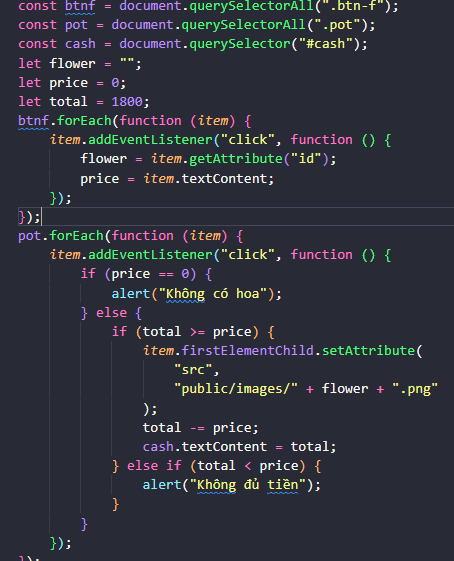 const btnf = document.querySelectorAll(".btn-f");
const pot = document.querySelectorAll(".pot");
const cash = document.querySelector("#cash");
let flower = "";
let price = 0;
let total = 1800;
btnf.forEach(function (item) {
    item.addEventListener("click", function () {
        flower = item.getAttribute("id");
        price = item.textContent;
    });
});
pot.forEach(function (item) {
    item.addEventListener("click", function () {
        if (price == 0) {
            alert("Không có hoa");
        } else {
            if (total >= price) {
                item.firstElementChild.setAttribute(
                    "src",
                    "public/images/" + flower + ".png"
                );
                total -= price;
                cash.textContent = total;
            } else if (total < price) {
                alert("Không đủ tiền");
            }
        }
    });
});